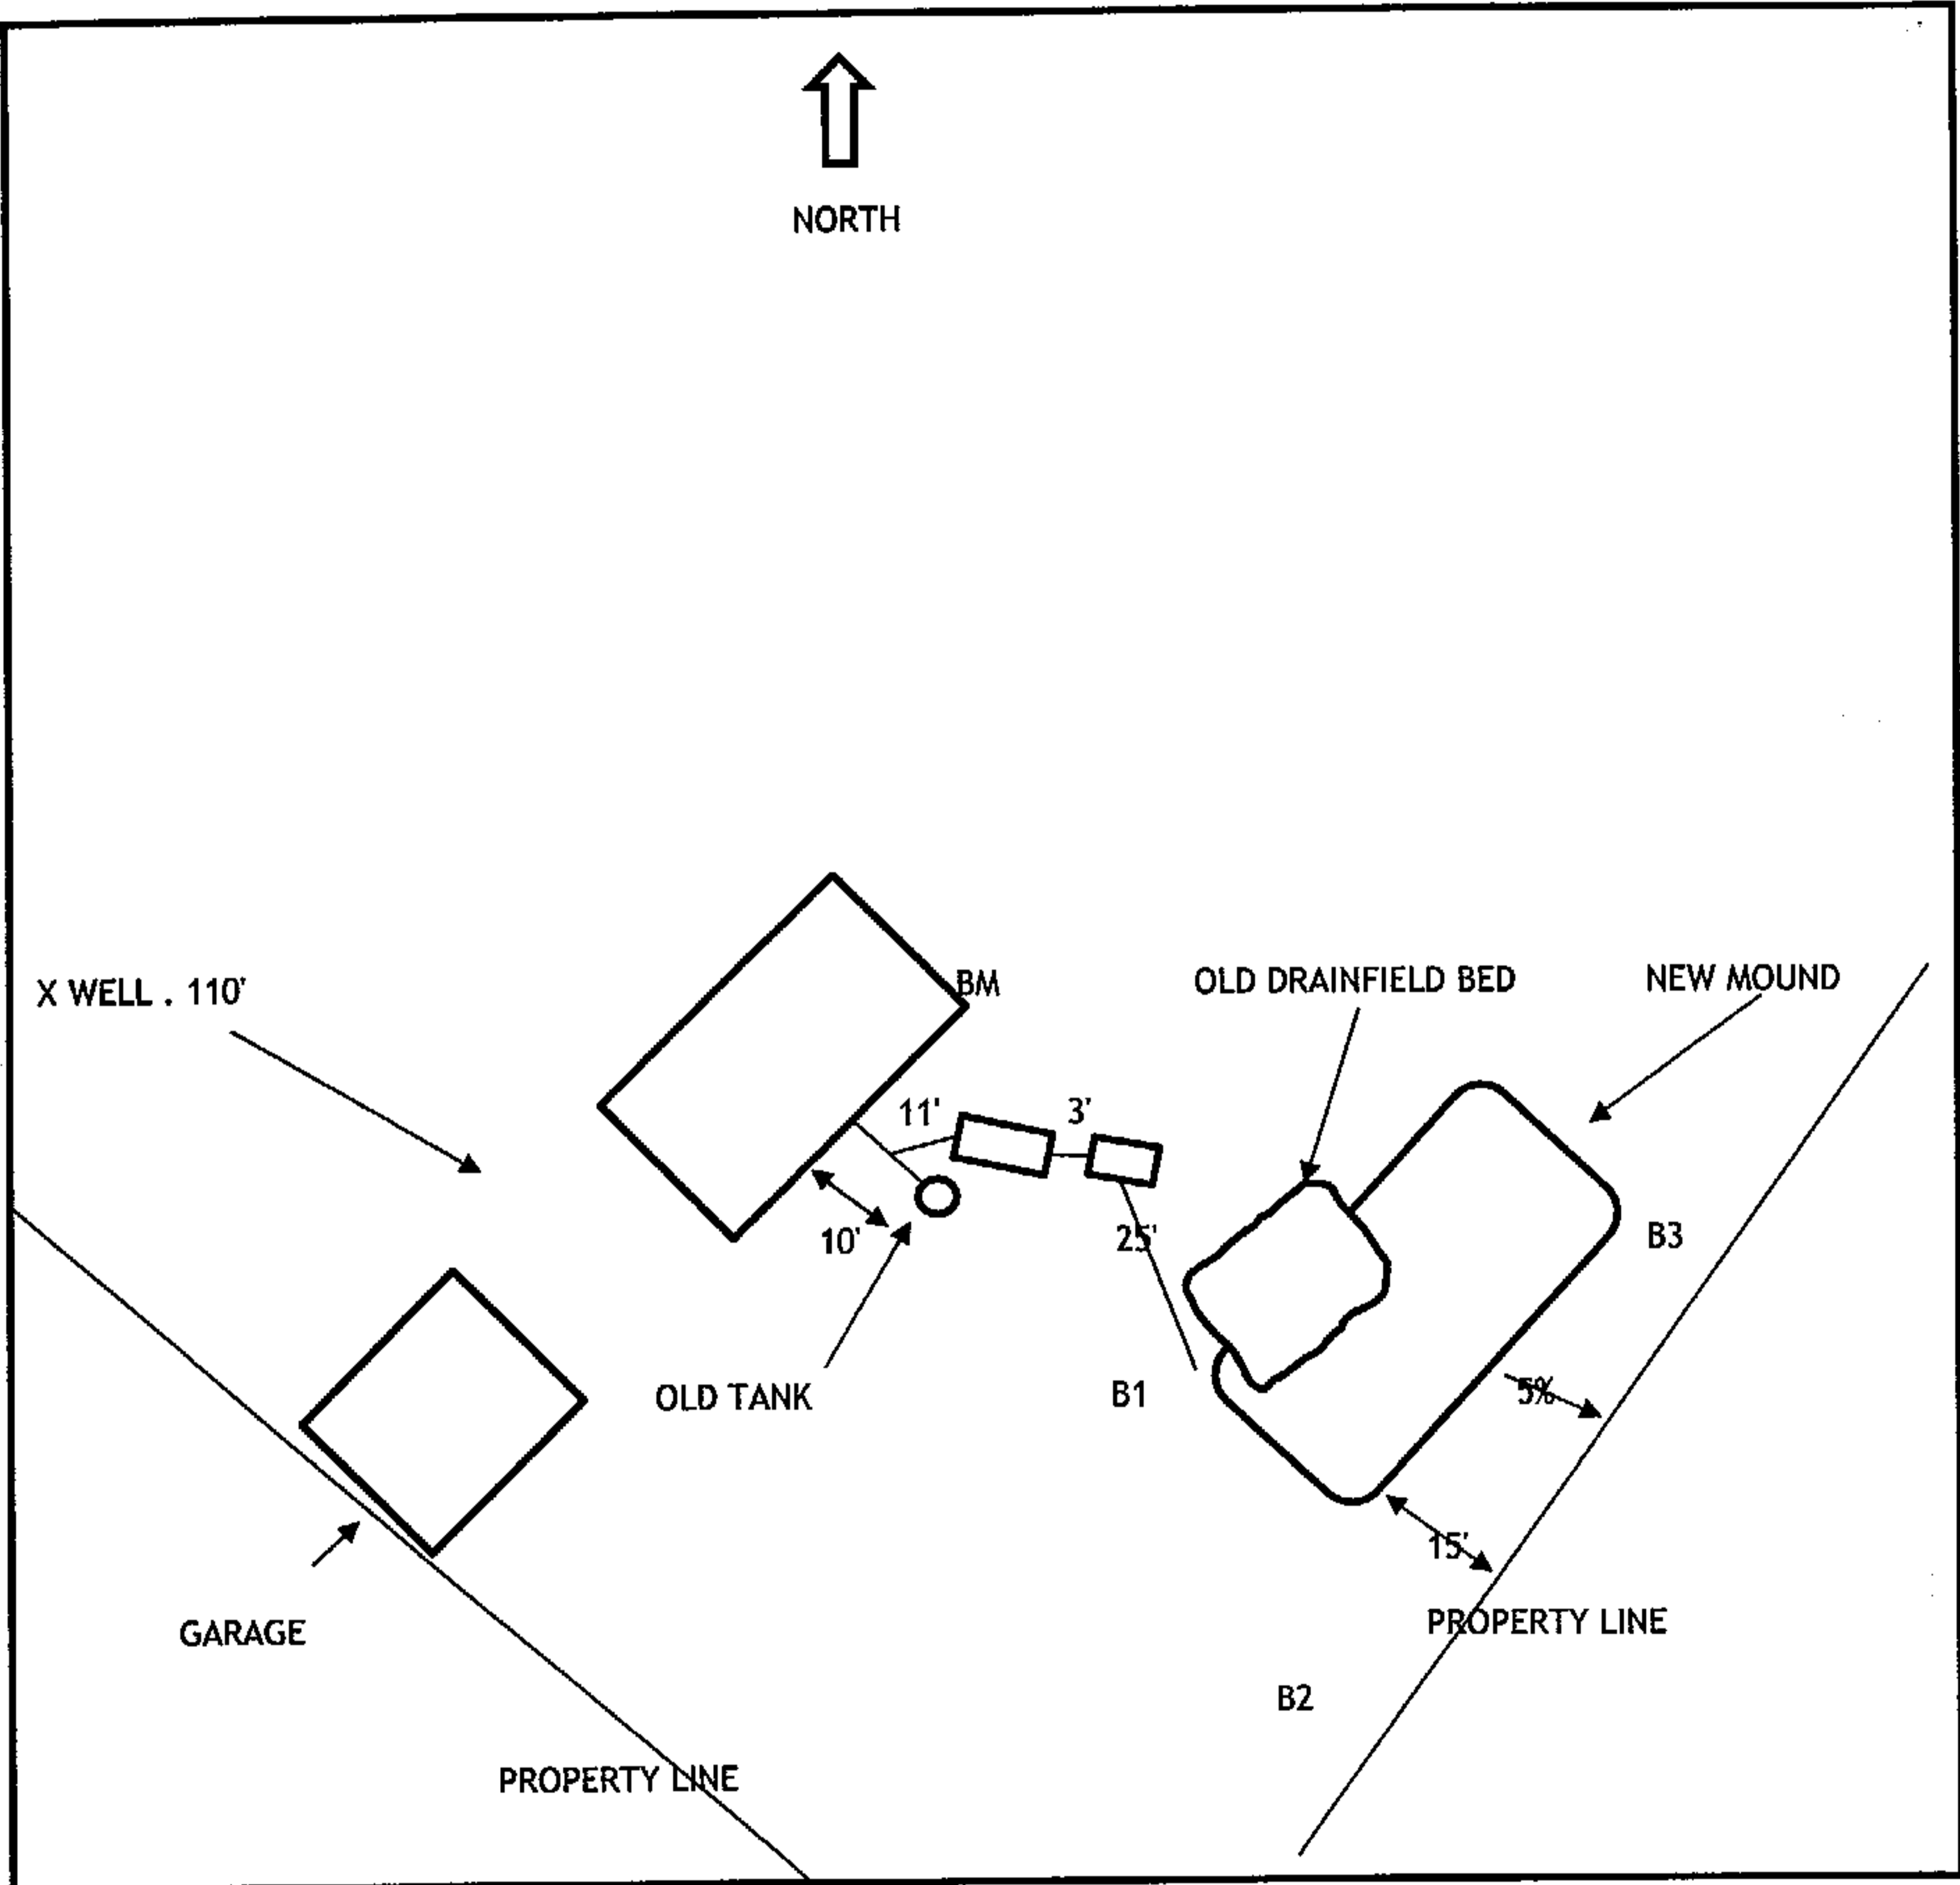 NORTH
X WELL . 110'
BM
OLD DRAINFIELD BED
NEW MOUND
11'
3'
10'
25'
B3
OLD TANK
B1
5%
15'
GARAGE
PROPERTY LINE
B2
PROPERTY LINE